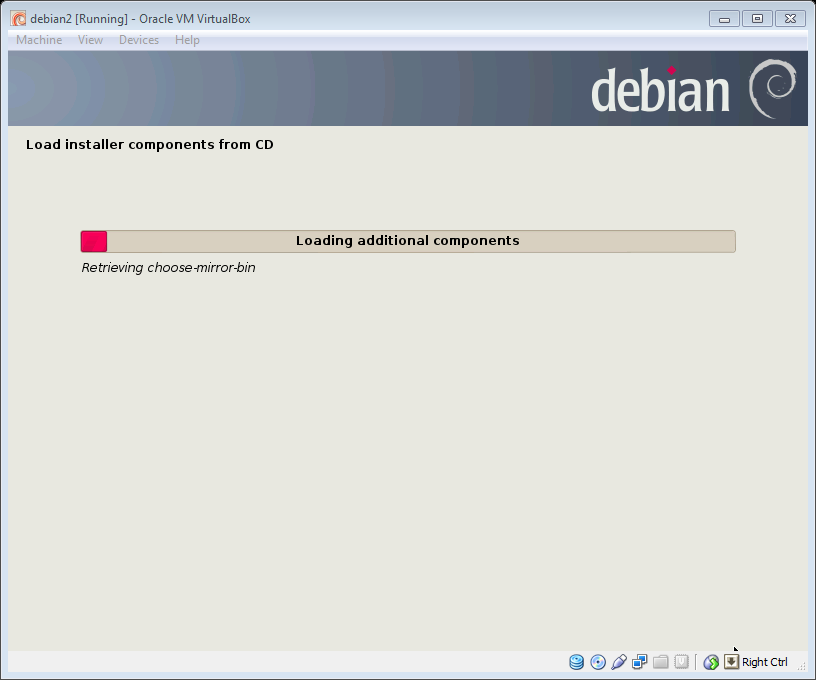 debian2 [Running] - Oracle VM VirtualBox
Machine View Devices Help
debian
Load installer components from CD
Loading additional components
Retrieving choose-mirror-bin
Right Ctrl